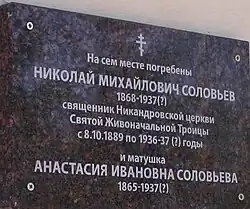 На сем месте погребены
НИКОЛАЙ МИХАЙЛОВИЧ СОЛОВЬЕВ
1868-1937(?)
священник Никандровской церкви
Святой Живоначальной Троицы
с 8.10.1889 по 1936-37 (?) годы
и матушка
АНАСТАСИЯ ИВАНОВНА СОЛОВЬЕВА
1865-1937(?)